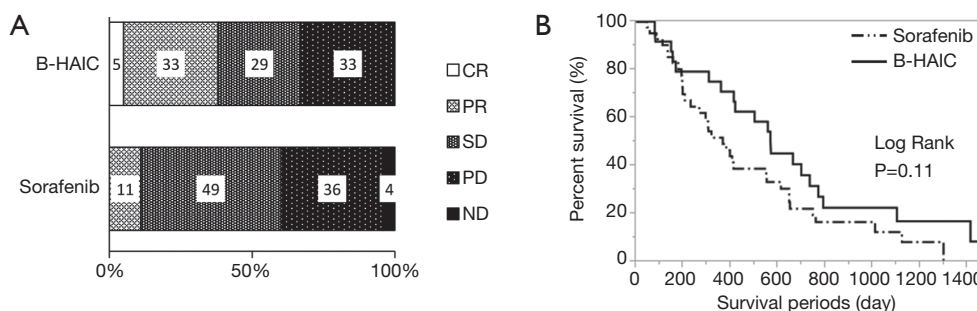 A
B-HAIC
5
33
29
33
Sorafenib
11
49
36
4
0%
50%
100%
CR
PR
SD
PD
ND
B
Percent survival (%)
100
80
60
40
20
0.0
Sorafenib
B-HAIC
Log Rank
P=0.11
0 200 400 600 800 1000 1200 1400
Survival periods (day)